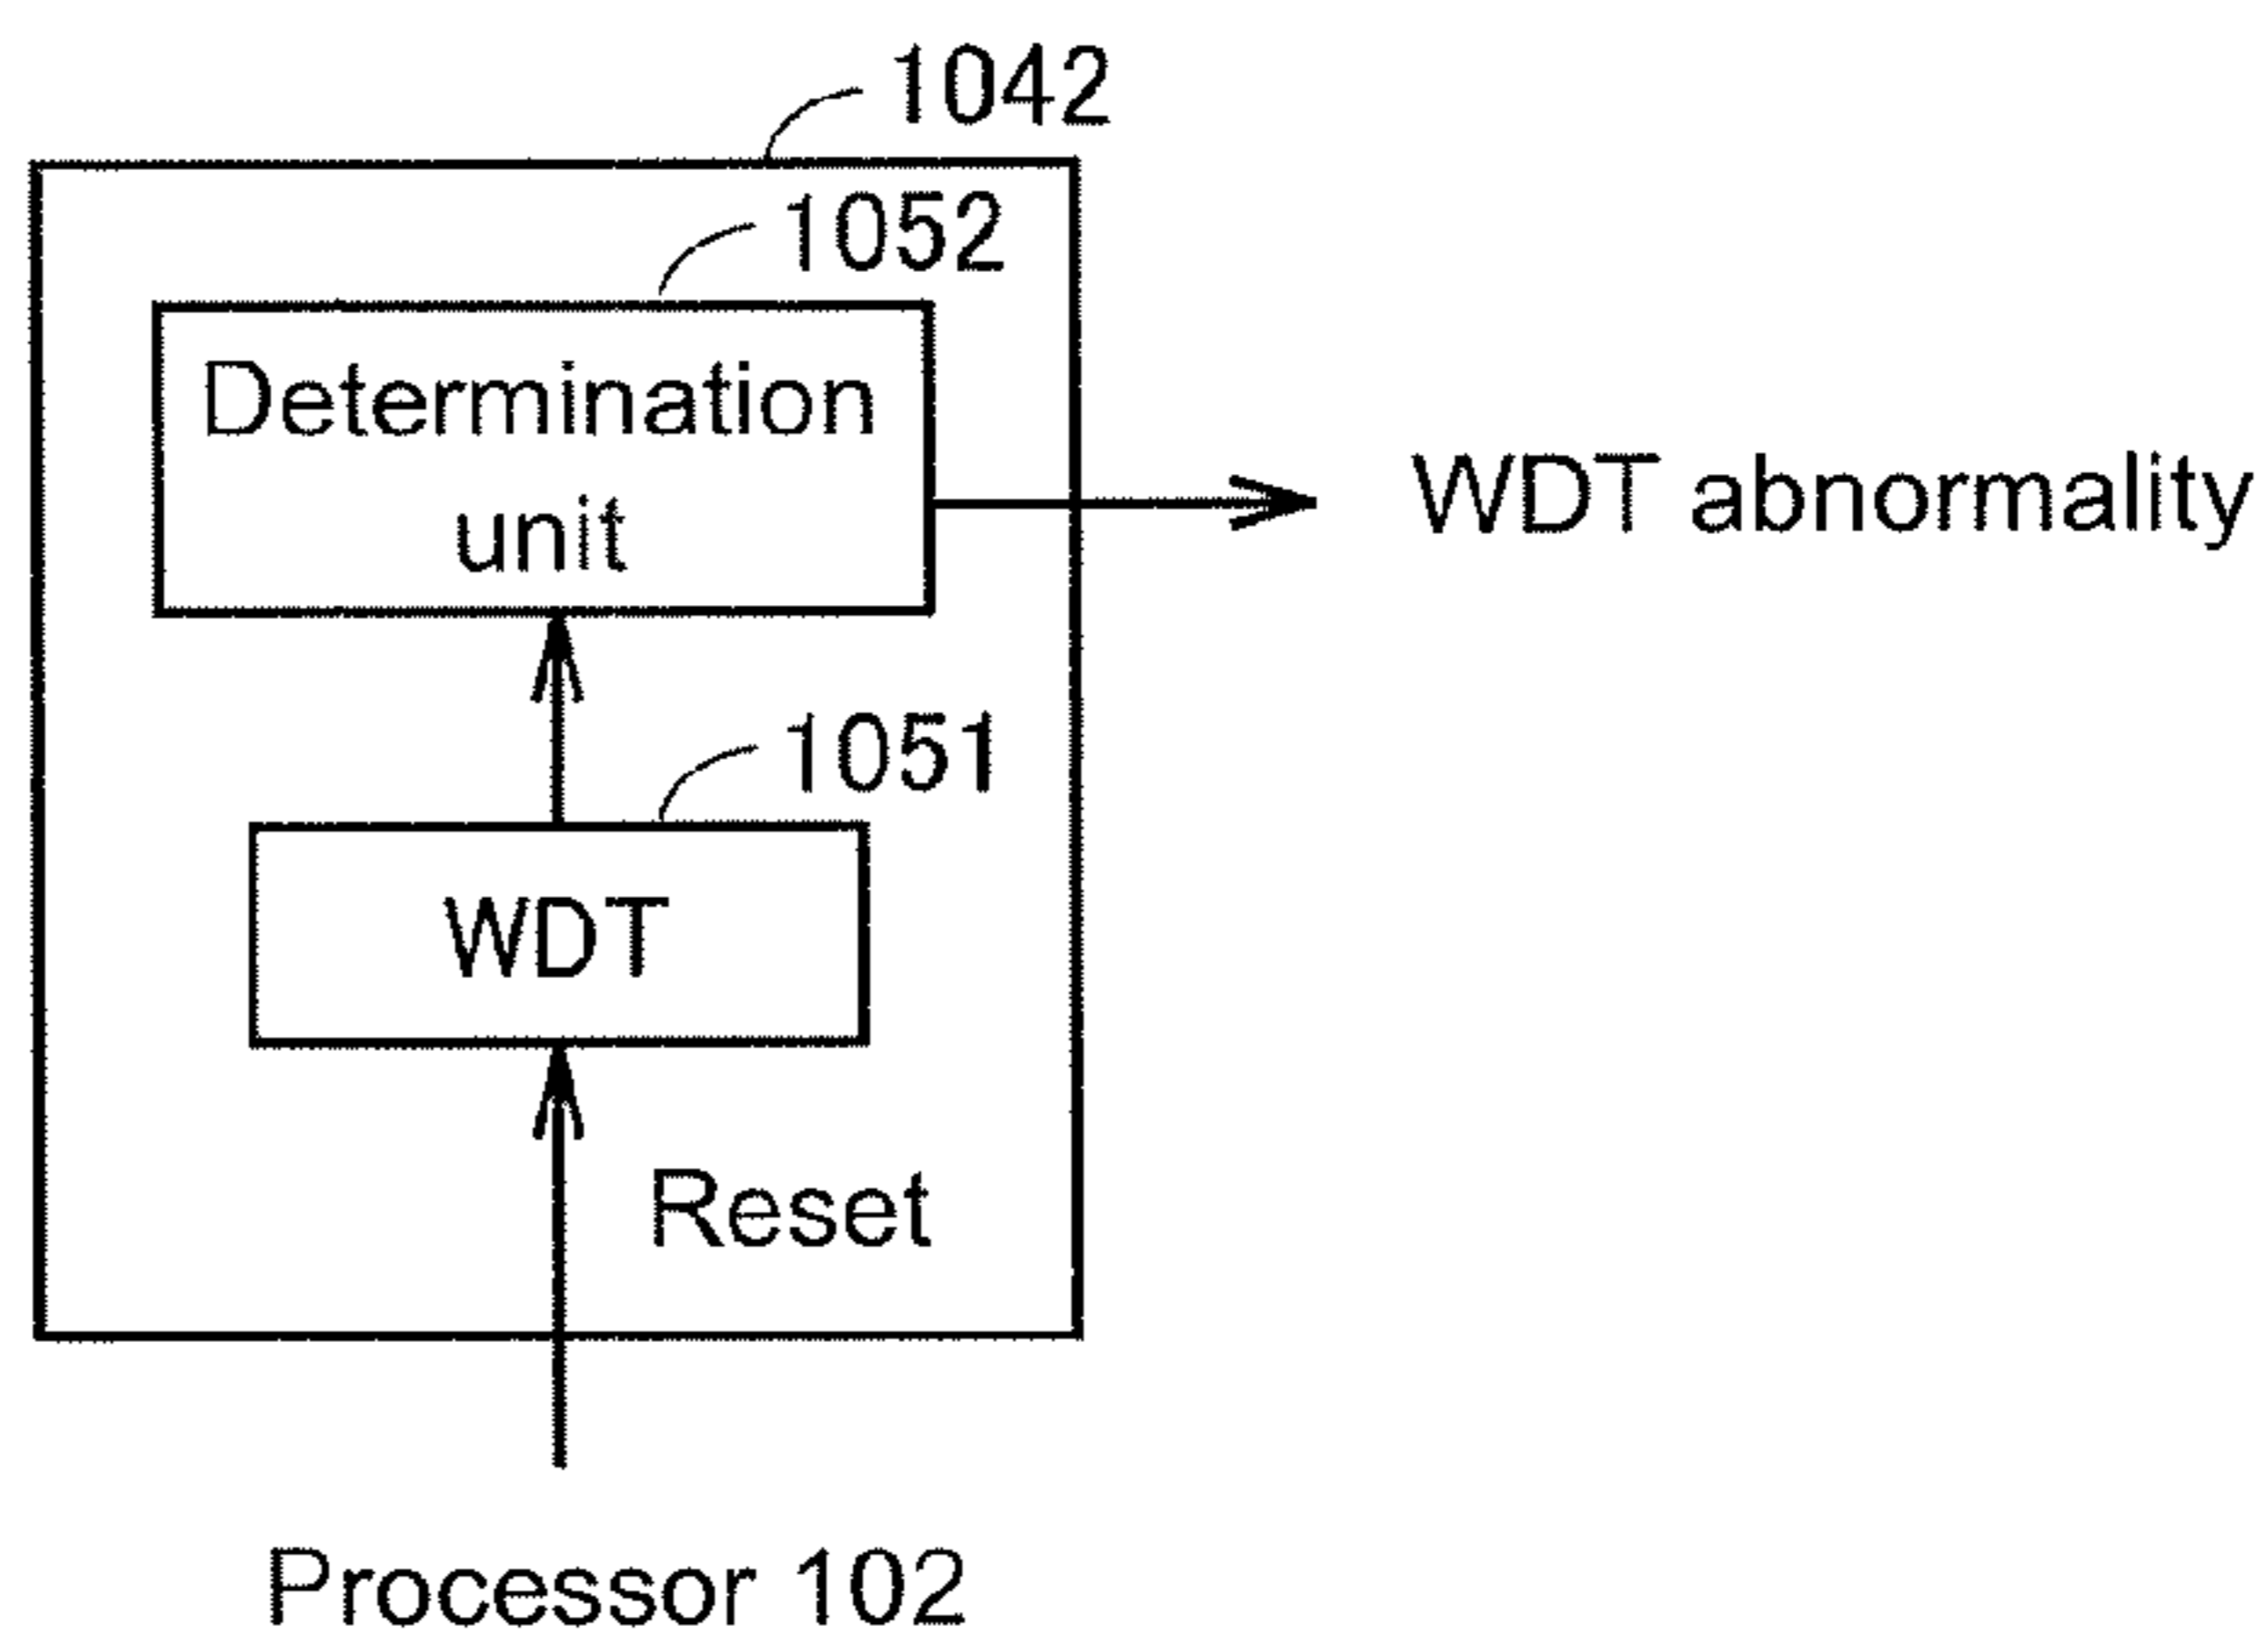 1042
1052
Determination
unit
WDT abnormality
1051
WDT
Reset
Processor 102